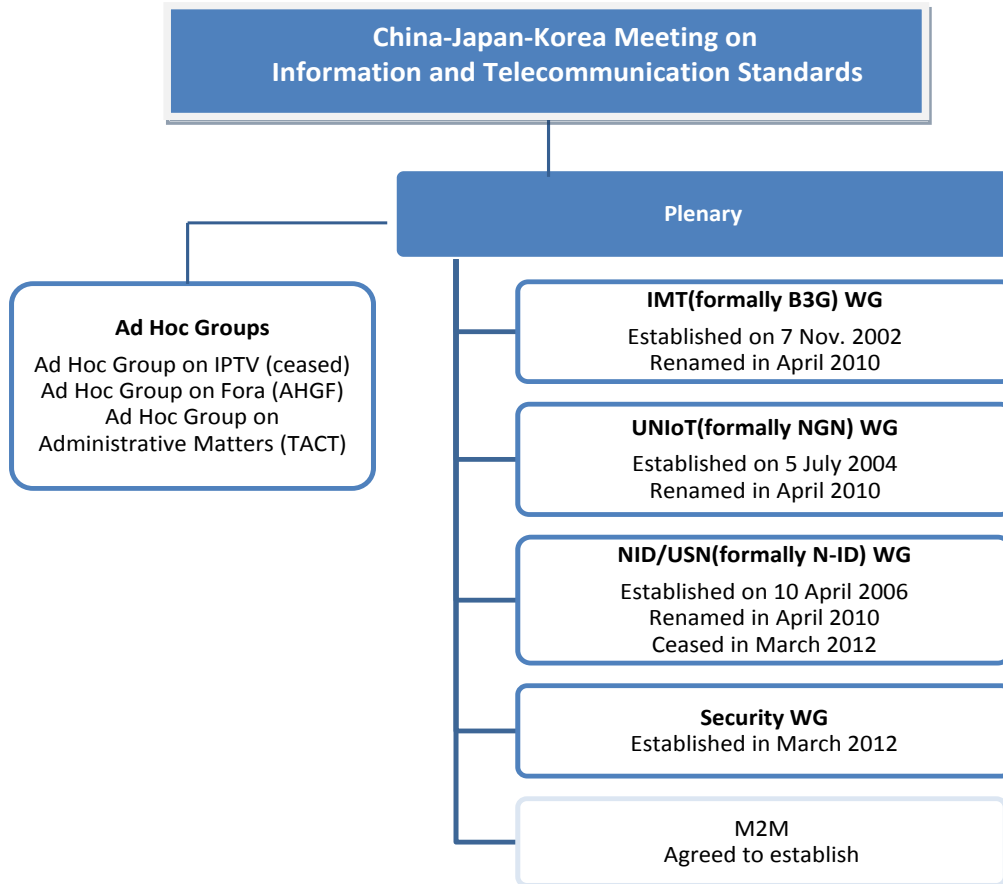 China-Japan-Korea Meeting on
Information and Telecommunication Standards
Plenary
Ad Hoc Groups
Ad Hoc Group on IPTV (ceased)
Ad Hoc Group on Fora (AHGF)
Ad Hoc Group on
Administrative Matters (TACT)
IMT(formally B3G) WG
Established on 7 Nov. 2002
Renamed in April 2010
UNIoT(formally NGN) WG
Established on 5 July 2004
Renamed in April 2010
NID/USN(formally N-ID) WG
Established on 10 April 2006
Renamed in April 2010
Ceased in March 2012
Security WG
Established in March 2012
M2M
Agreed to establish